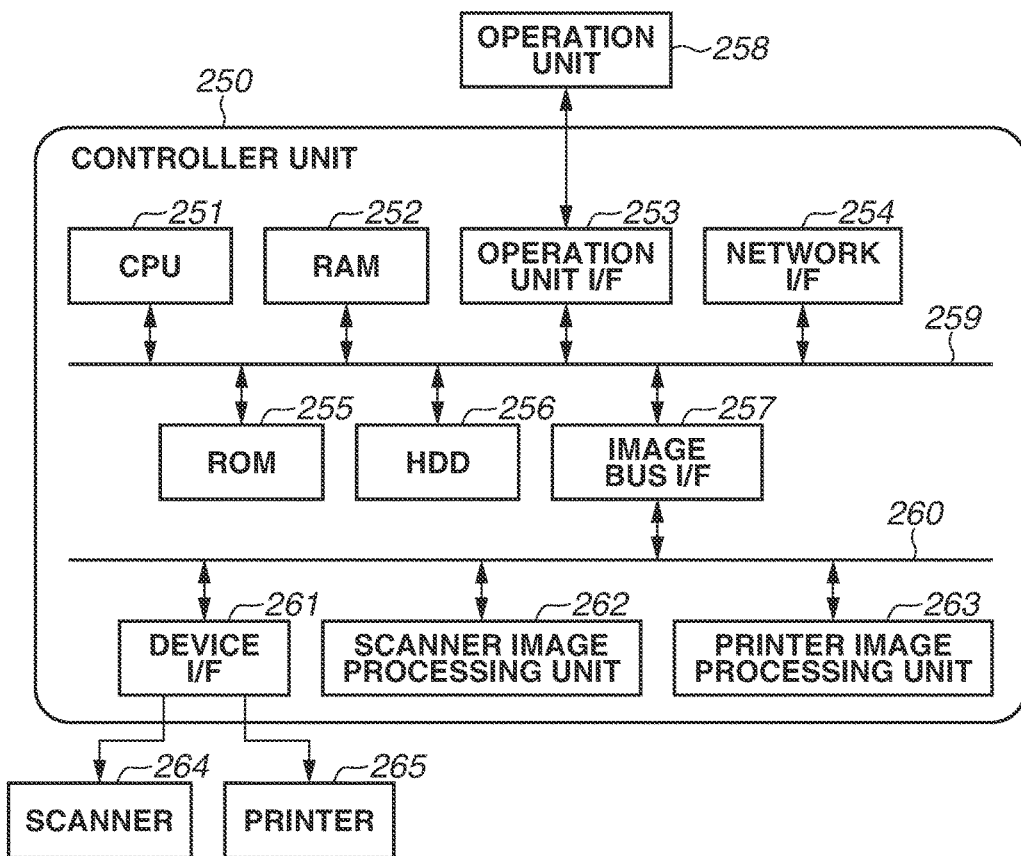 OPERATION
UNIT
258
250
CONTROLLER UNIT
251
252
253
254
CPU
RAM
OPERATION
UNIT I/F
NETWORK
I/F
259
255
256
257
ROM
HDD
IMAGE
BUS I/F
260
261
262
263
DEVICE
I/F
SCANNER IMAGE
PROCESSING UNIT
PRINTER IMAGE
PROCESSING UNIT
264
265
SCANNER
PRINTER